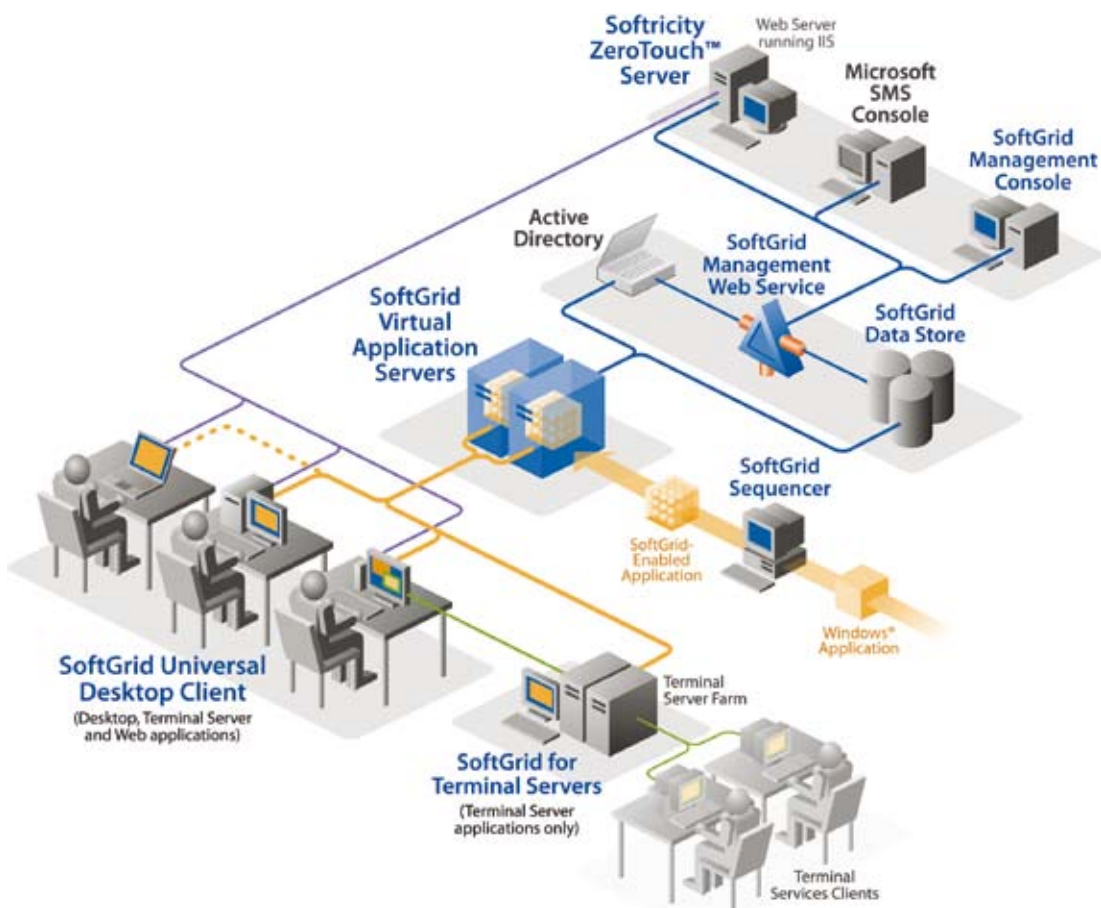 Softricity
ZeroTouch™
Server
Web Server
running IIS
Microsoft
SMS
Console
SoftGrid
Management
Console
Active
Directory
SoftGrid
Management
Web Service
SoftGrid
Data Store
SoftGrid
Virtual
Application
Servers
SoftGrid
Sequencer
SoftGrid-
Enabled
Application
Windows®
Application
SoftGrid Universal
Desktop Client
(Desktop, Terminal Server
and Web applications)
Terminal
Server Farm
SoftGrid for
Terminal Servers
(Terminal Server
applications only)
Terminal
Services Clients